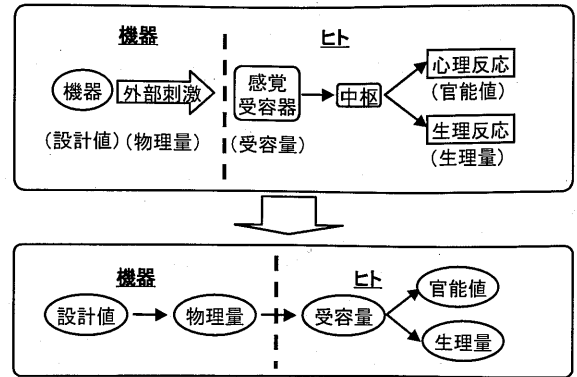 機器
ヒト
機器
外部刺激
感覚
受容器
中枢
心理反応
(官能値)
生理反応
(生理量)
(設計値)(物理量)
(受容量)
機器
ヒト
設計値
物理量
受容量
官能値
生理量